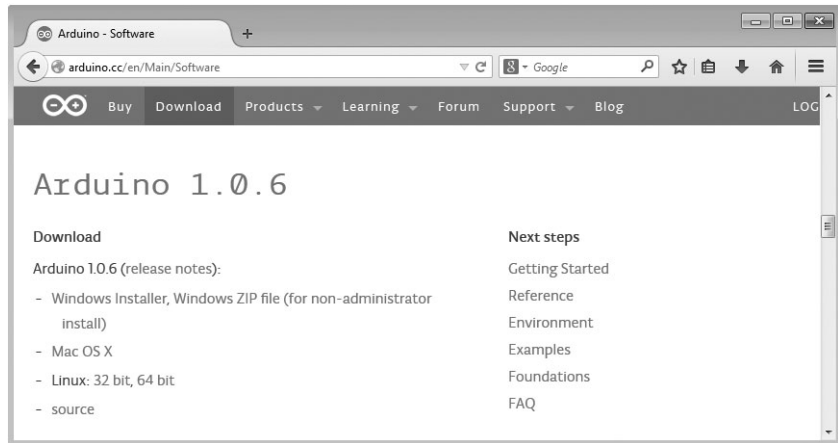 Arduino - Software
arduino.cc/en/Main/Software
Google
Buy Download Products Learning Forum Support Blog LOG
Arduino 1.0.6
Download
Arduino 1.0.6 (release notes):
- Windows Installer, Windows ZIP file (for non-administrator
install)
- Mac OS X
- Linux: 32 bit, 64 bit
- source
Next steps
Getting Started
Reference
Environment
Examples
Foundations
FAQ